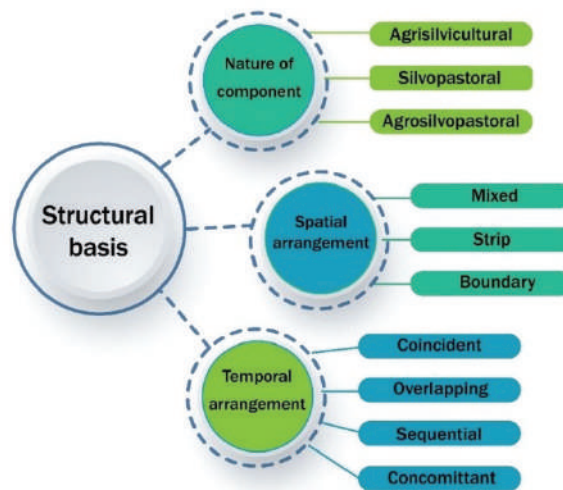 Structural
basis
Nature of
component
Agrisilvicultural
Silvopastoral
Agrosilvopastoral
Spatial
arrangement
Mixed
Strip
Boundary
Temporal
arrangement
Coincident
Overlapping
Sequential
Concomittant